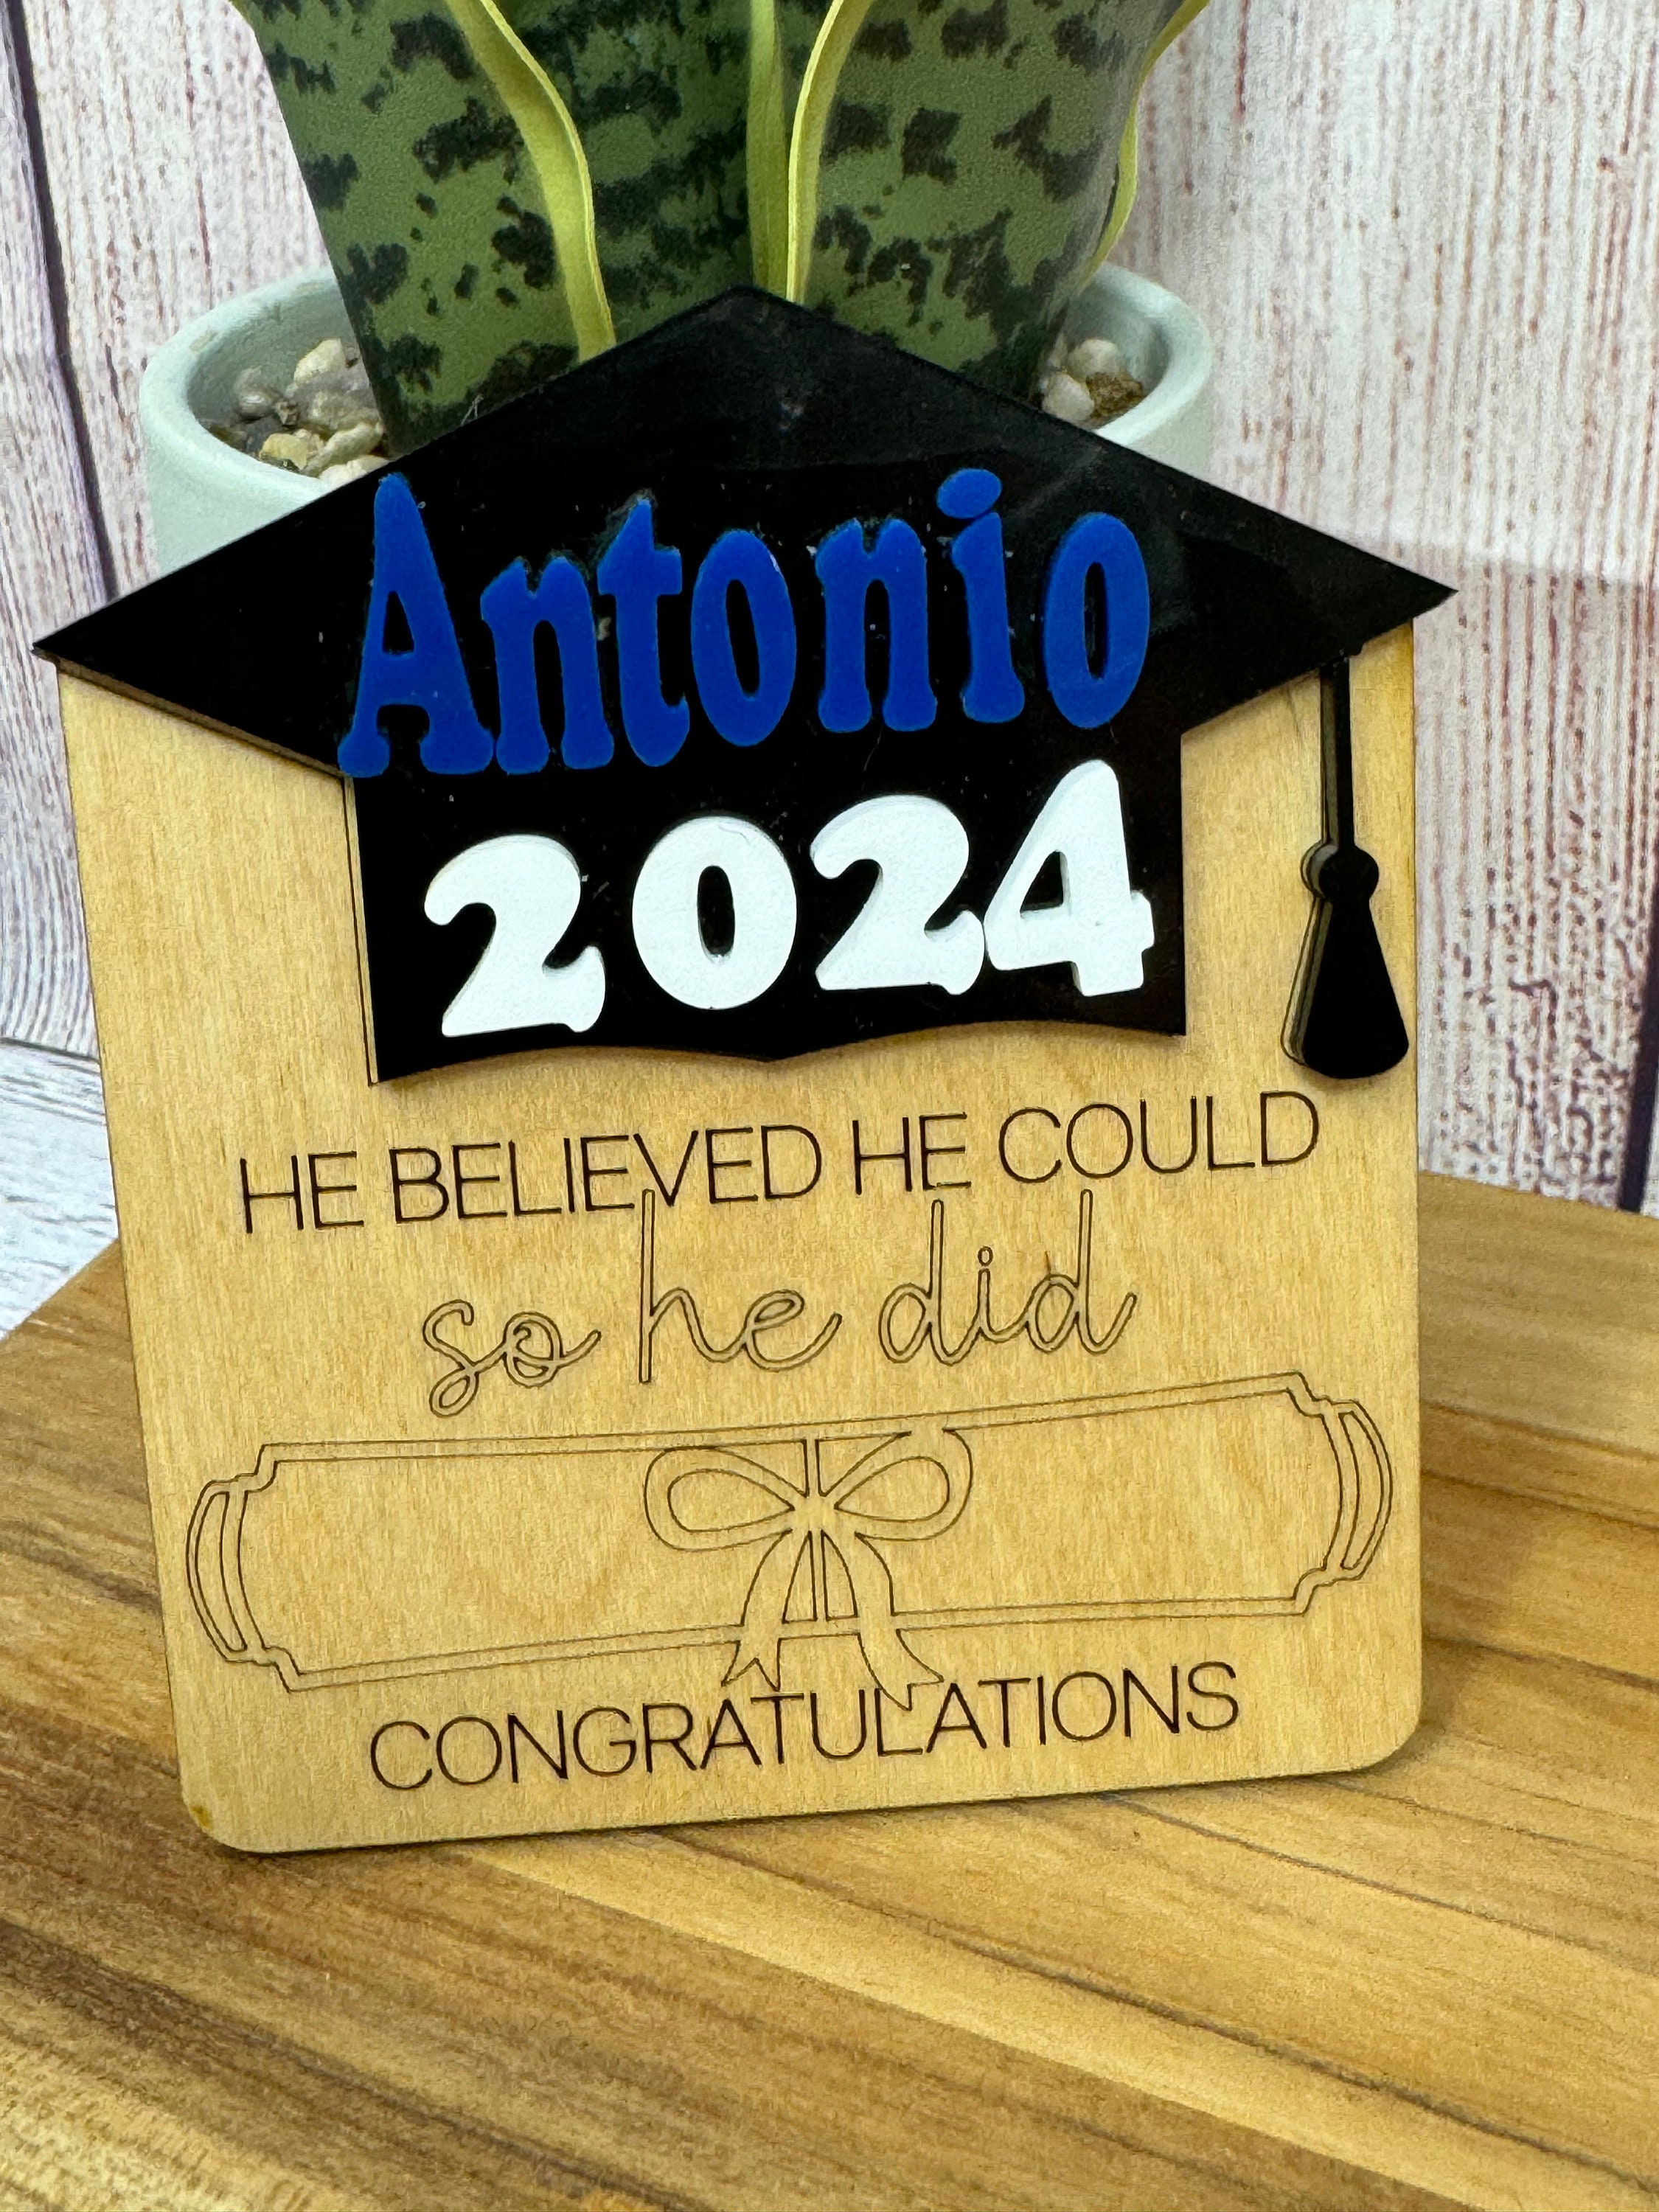 Antonio
2024
HE BELIEVED HE COULD
so he did
CONGRATULATIONS